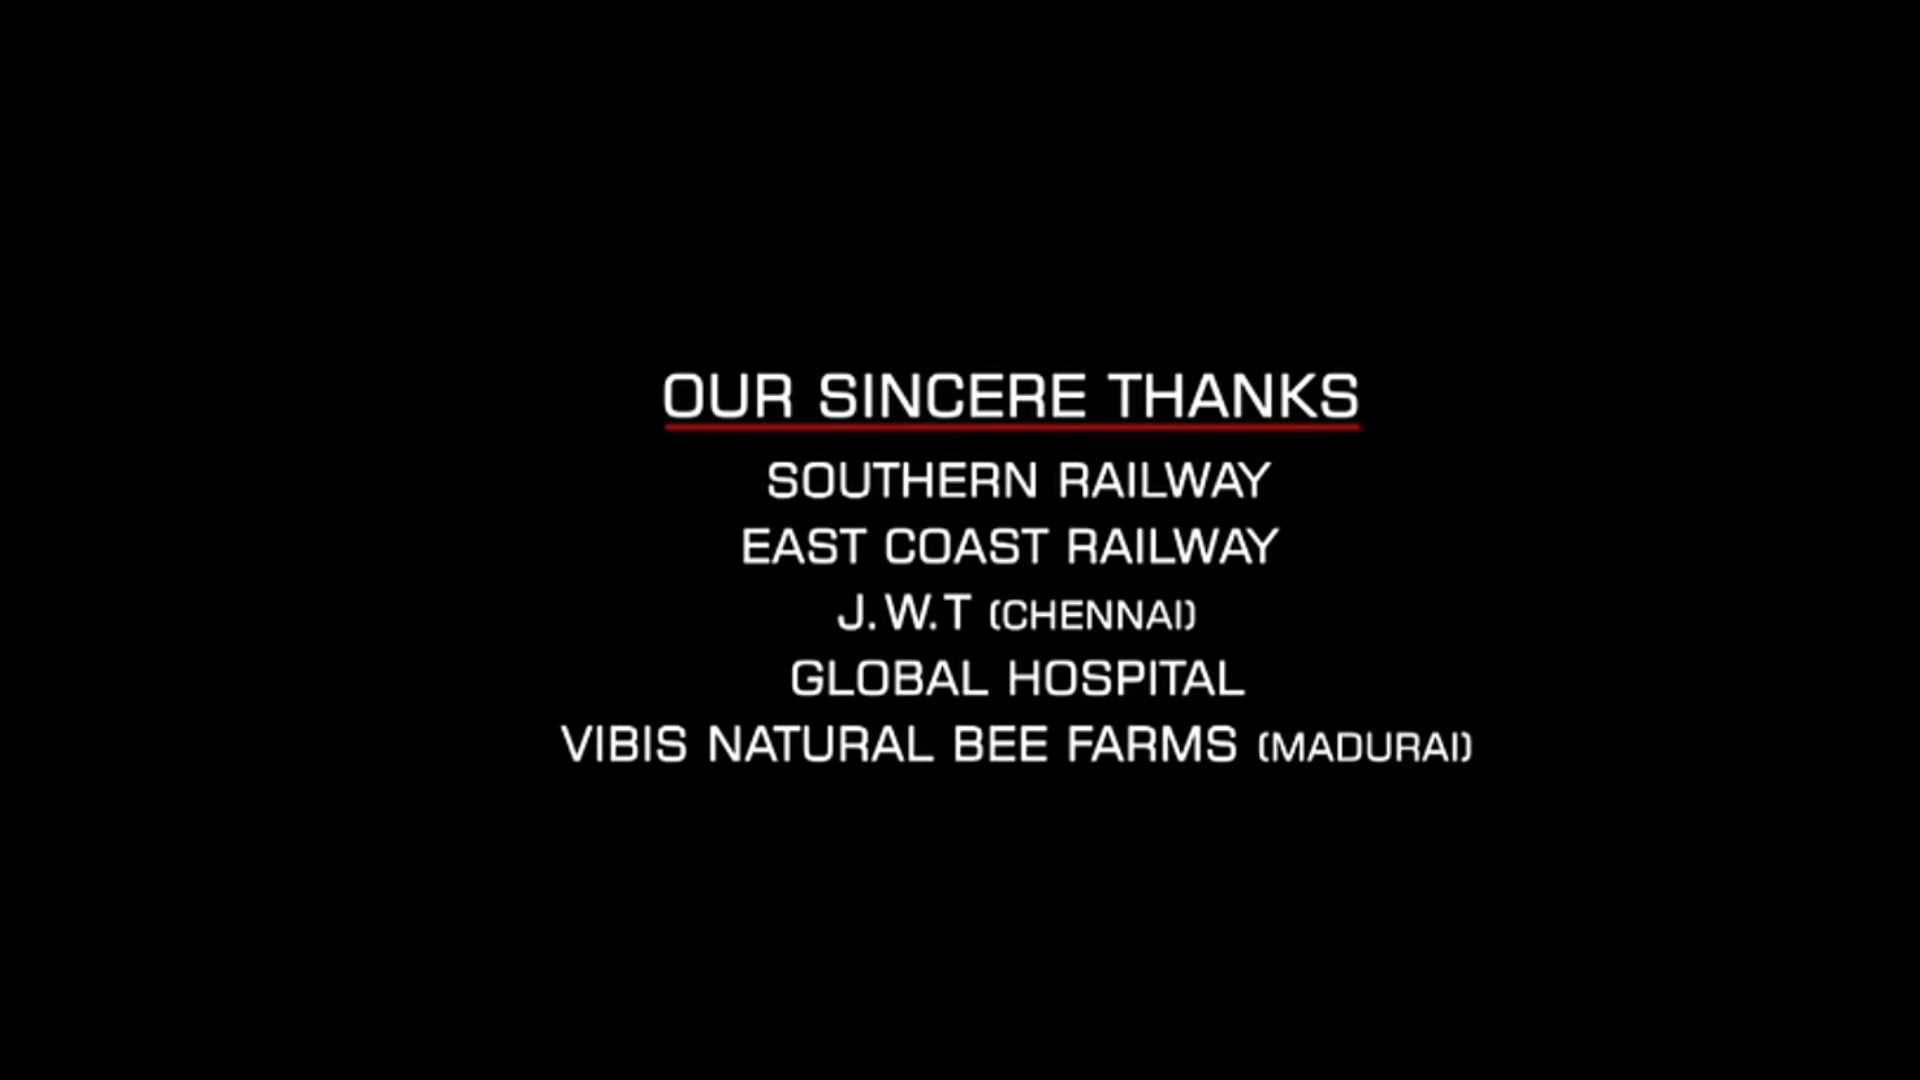 OUR SINCERE THANKS
SOUTHERN RAILWAY
EAST COAST RAILWAY
J.W.T (CHENNAI)
GLOBAL HOSPITAL
VIBIS NATURAL BEE FARMS (MADURAI)